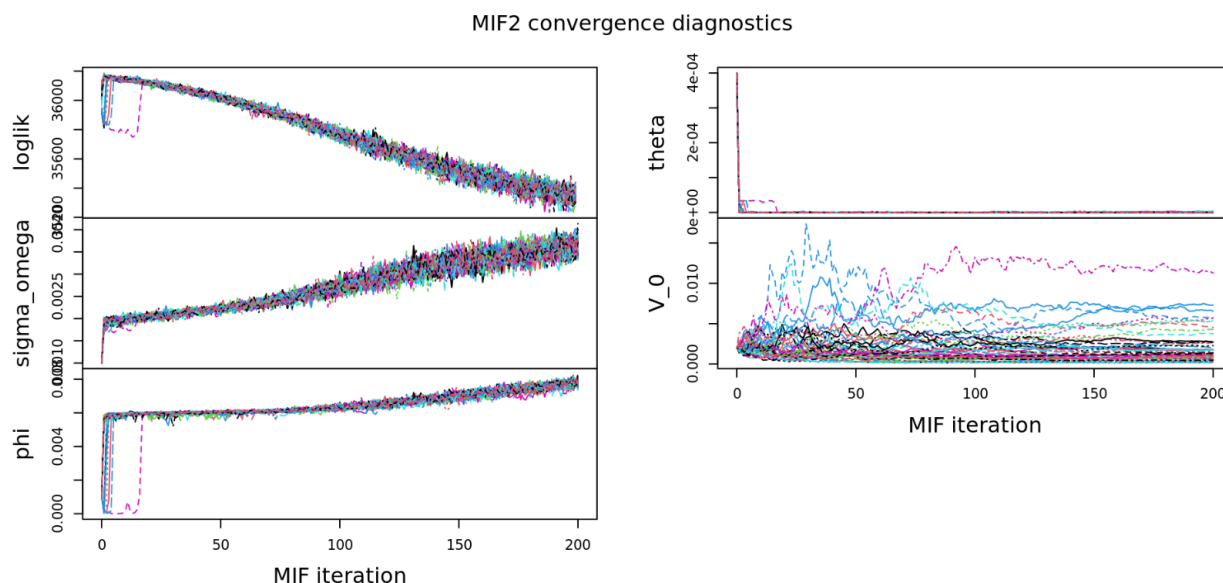 MIF2 convergence diagnostics
loglik
36000
35600
sigma_omega
0.0025
phi
0.004
0.000
0
50
100
150
200
MIF iteration
theta
4e-04
2e-04
0e+00
V_0
0.010
0.000
0
50
100
150
200
MIF iteration